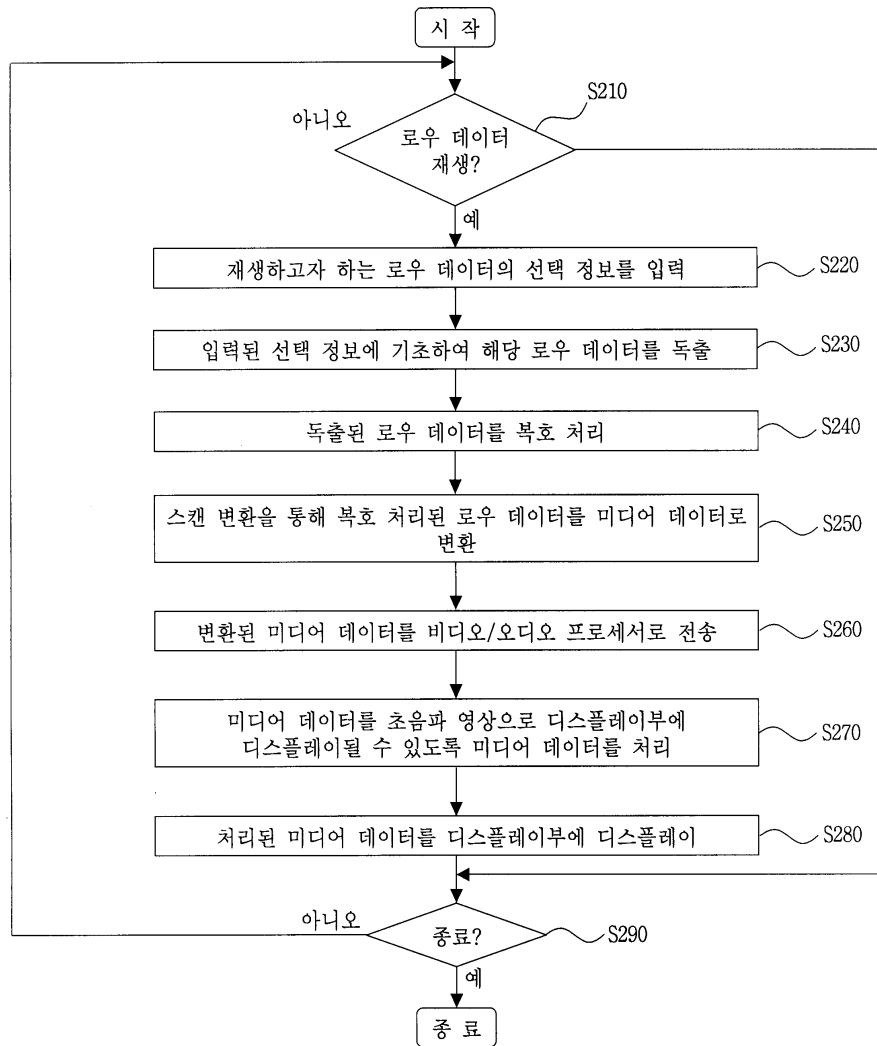 시 작
S210
아니오
로우 데이터
재생?
예
재생하고자 하는 로우 데이터의 선택 정보를 입력
S220
입력된 선택 정보에 기초하여 해당 로우 데이터를 독출
S230
독출된 로우 데이터를 복호 처리
S240
스캔 변환을 통해 복호 처리된 로우 데이터를 미디어 데이터로
변환
S250
변환된 미디어 데이터를 비디오/오디오 프로세서로 전송
S260
미디어 데이터를 초음파 영상으로 디스플레이부에
디스플레이될 수 있도록 미디어 데이터를 처리
S270
처리된 미디어 데이터를 디스플레이부에 디스플레이
S280
아니오
종료?
S290
예
종 료